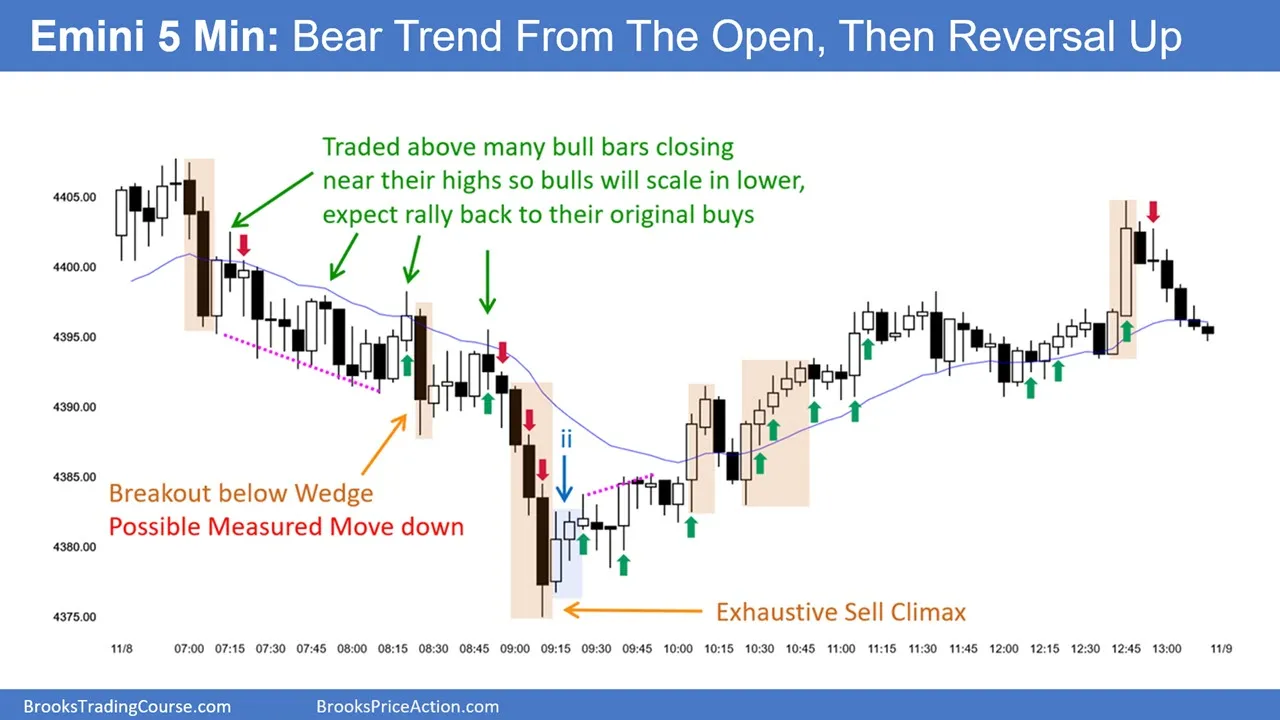 Emini 5 Min: Bear Trend From The Open, Then Reversal Up
Traded above many bull bars closing
near their highs so bulls will scale in lower,
expect rally back to their original buys
4405.00
4400.00
4395.00
4390.00
4385.00
4380.00
4375.00
ii
Breakout below Wedge
Possible Measured Move down
Exhaustive Sell Climax
11/8 07:00 07:15 07:30 07:45 08:00 08:15 08:30 08:45 09:00 09:15 09:30 09:45 10:00 10:15 10:30 10:45 11:00 11:15 11:30 11:45 12:00 12:15 12:30 12:45 13:00 11/9
BrooksTradingCourse.com BrooksPriceAction.com